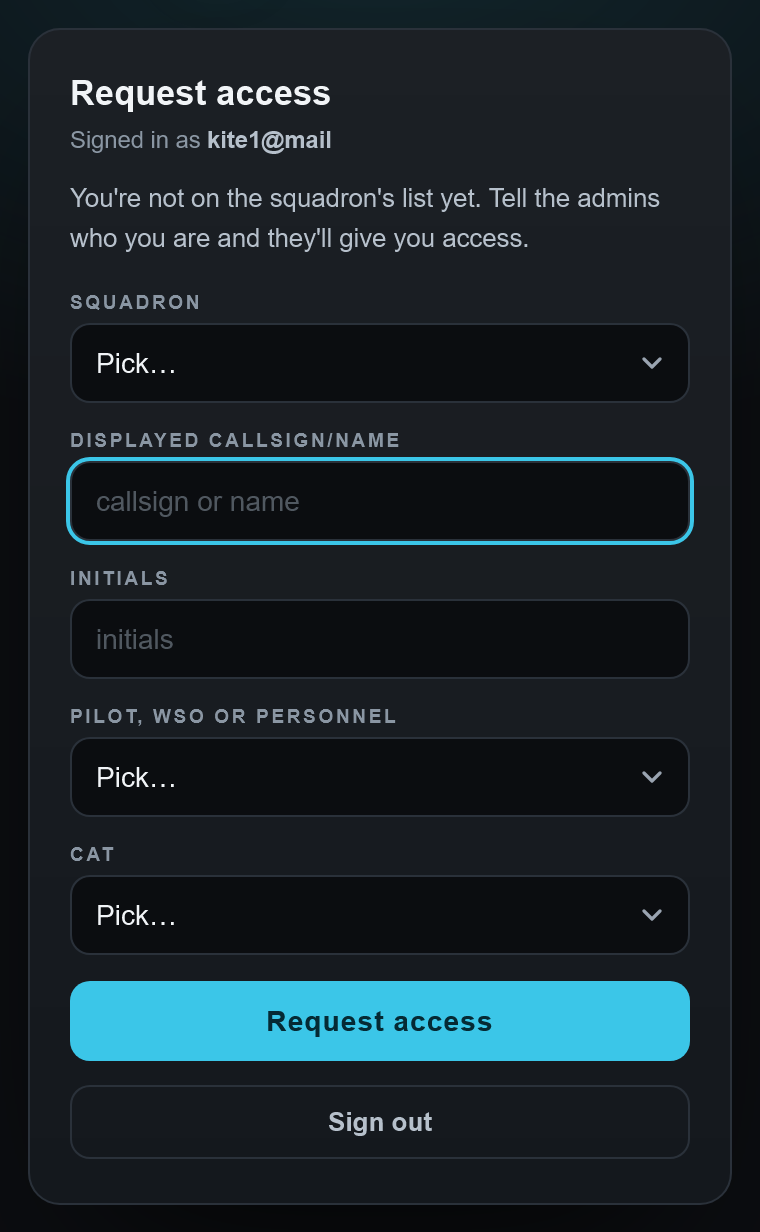 Request access
Signed in as kite1@mail
You're not on the squadron's list yet. Tell the admins
who you are and they'll give you access.
SQUADRON
Pick…
DISPLAYED CALLSIGN/NAME
callsign or name
INITIALS
initials
PILOT, WSO OR PERSONNEL
Pick…
CAT
Pick…
Request access
Sign out